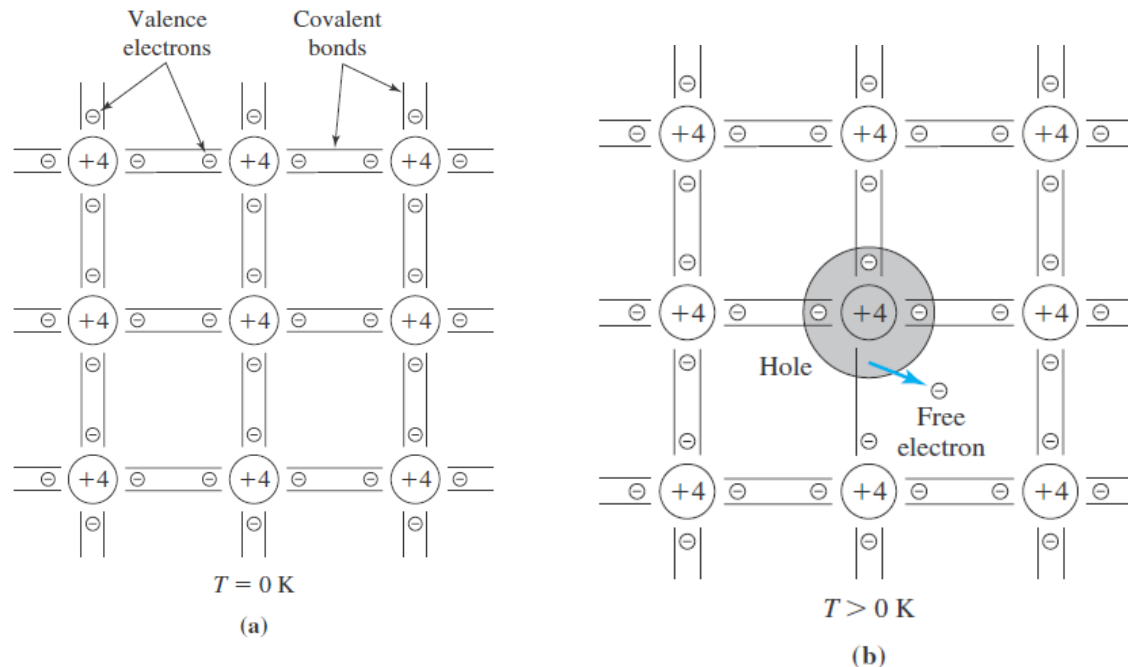 Valence
electrons
Covalent
bonds
⊖ ⊖ ⊖
⊖ +4 ⊖ ⊖ +4 ⊖ ⊖ +4 ⊖
⊖ ⊖ ⊖
⊖ ⊖ ⊖
⊖ +4 ⊖ ⊖ +4 ⊖ ⊖ +4 ⊖
⊖ ⊖ ⊖
⊖ ⊖ ⊖
⊖ +4 ⊖ ⊖ +4 ⊖ ⊖ +4 ⊖
⊖ ⊖ ⊖
T = 0 K
(a)
⊖ ⊖ ⊖
⊖ +4 ⊖ ⊖ +4 ⊖ ⊖ +4 ⊖
⊖ ⊖ ⊖
⊖ ⊖ ⊖
⊖ +4 ⊖ ⊖ +4 ⊖ ⊖ +4 ⊖
Hole
⊖ ⊖
⊖
Free
electron
⊖ ⊖ ⊖
⊖ +4 ⊖ ⊖ +4 ⊖ ⊖ +4 ⊖
⊖ ⊖ ⊖
T > 0 K
(b)